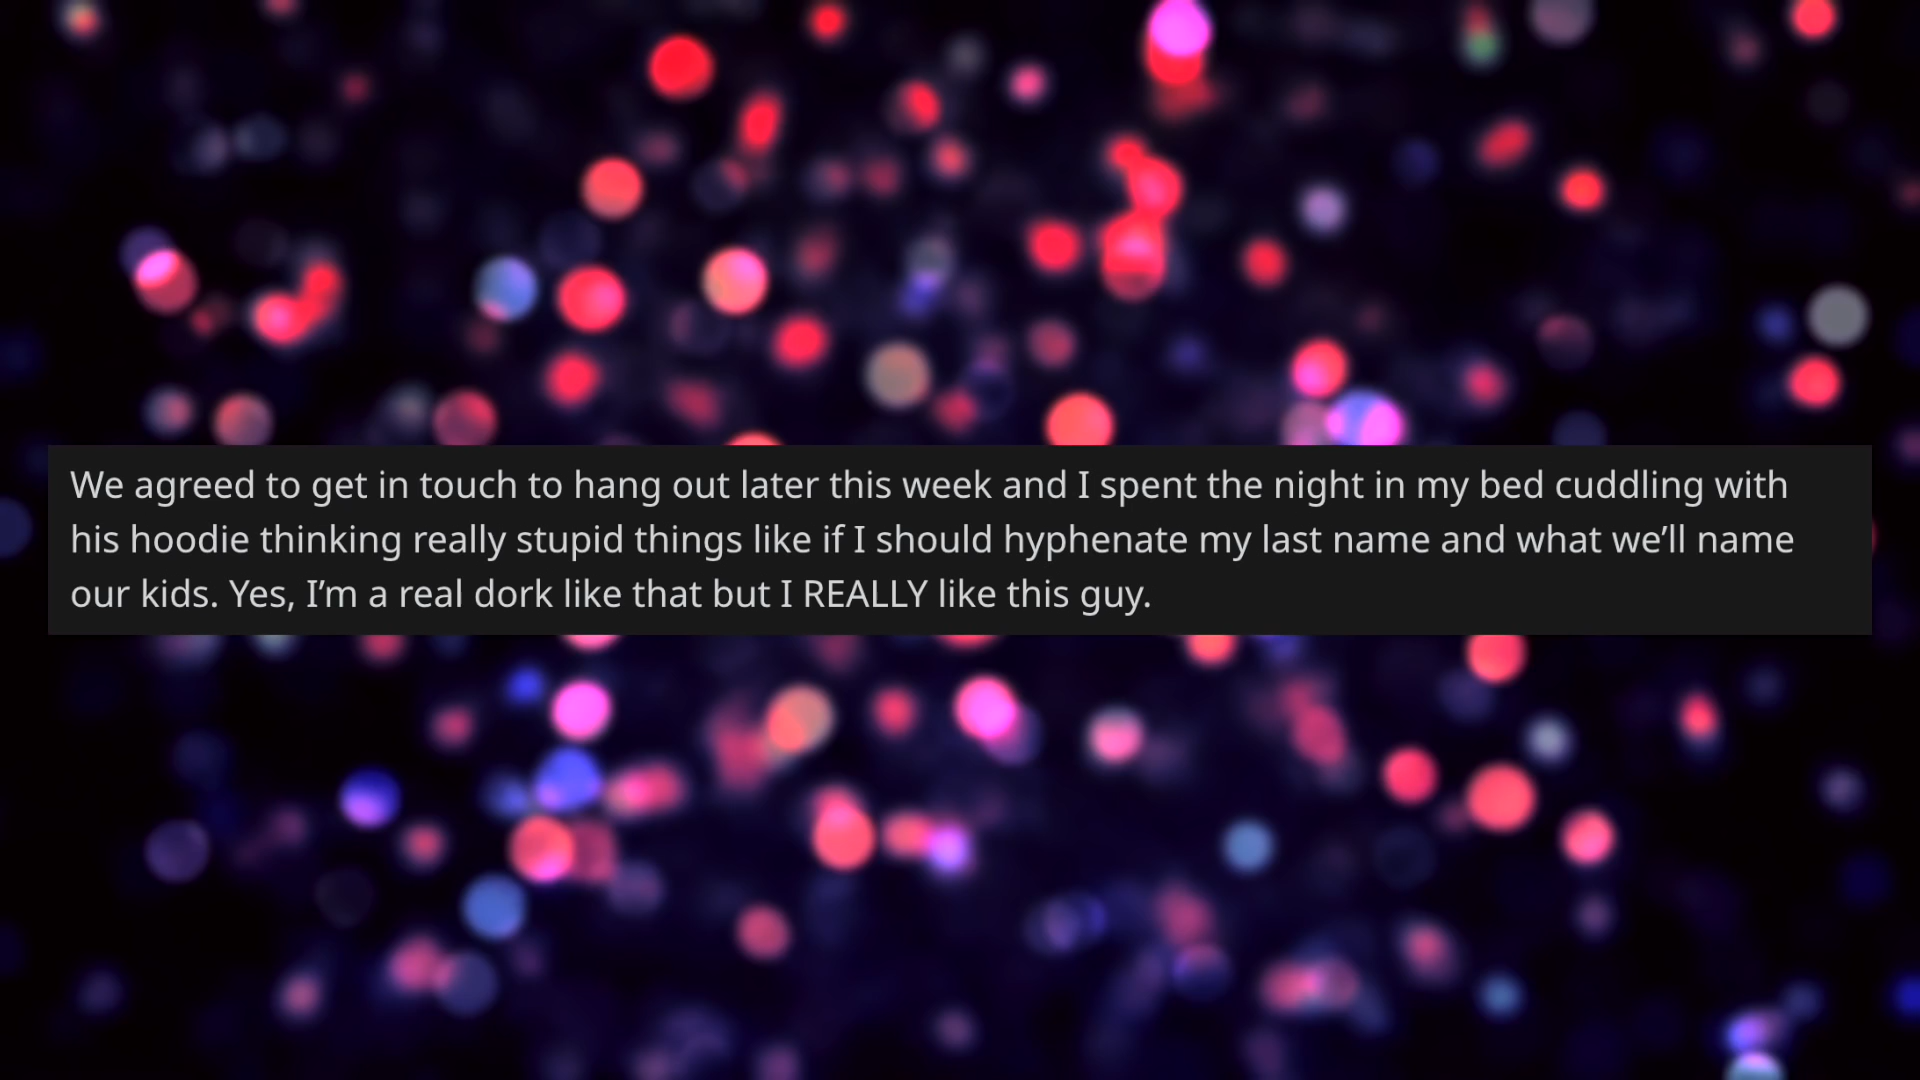 We agreed to get in touch to hang out later this week and I spent the night in my bed cuddling with
his hoodie thinking really stupid things like if I should hyphenate my last name and what we’ll name
our kids. Yes, I’m a real dork like that but I REALLY like this guy.